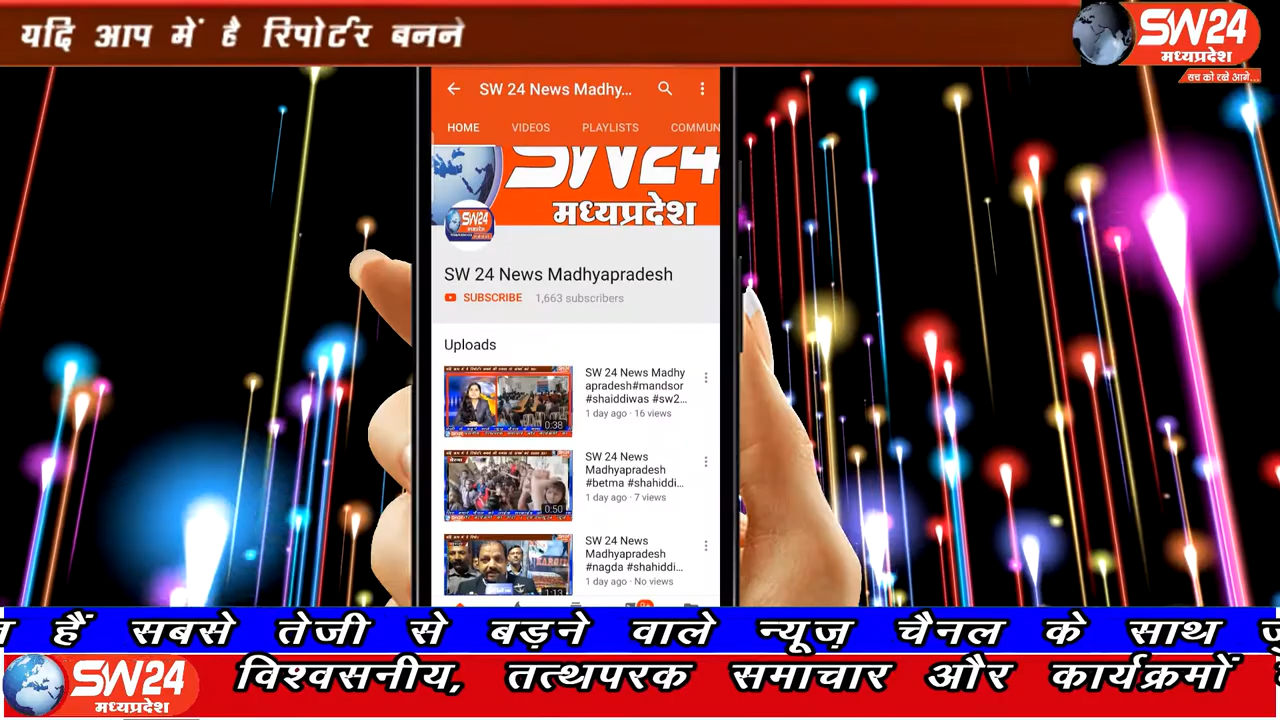 यदि आप में है रिपोर्टर बनने
SW24
मध्यप्रदेश
सच को रखे आगे...
SW 24 News Madhy...
HOME VIDEOS PLAYLISTS COMMUN
SW24
मध्यप्रदेश
SW24
SW 24 News Madhyapradesh
SUBSCRIBE 1,663 subscribers
Uploads
SW 24 News Madhy
apradesh#mandsor
#shaiddiwas #sw2...
1 day ago · 16 views
0:38
SW 24 News
Madhyapradesh
#betma #shahiddi...
1 day ago · 7 views
0:50
SW 24 News
Madhyapradesh
#nagda #shahiddi...
1 day ago · No views
1:13
हैं सबसे तेजी से बड़ने वाले न्यूज़ चैनल के साथ
SW24
मध्यप्रदेश
विश्वसनीय, तत्थपरक समाचार और कार्यक्रमों